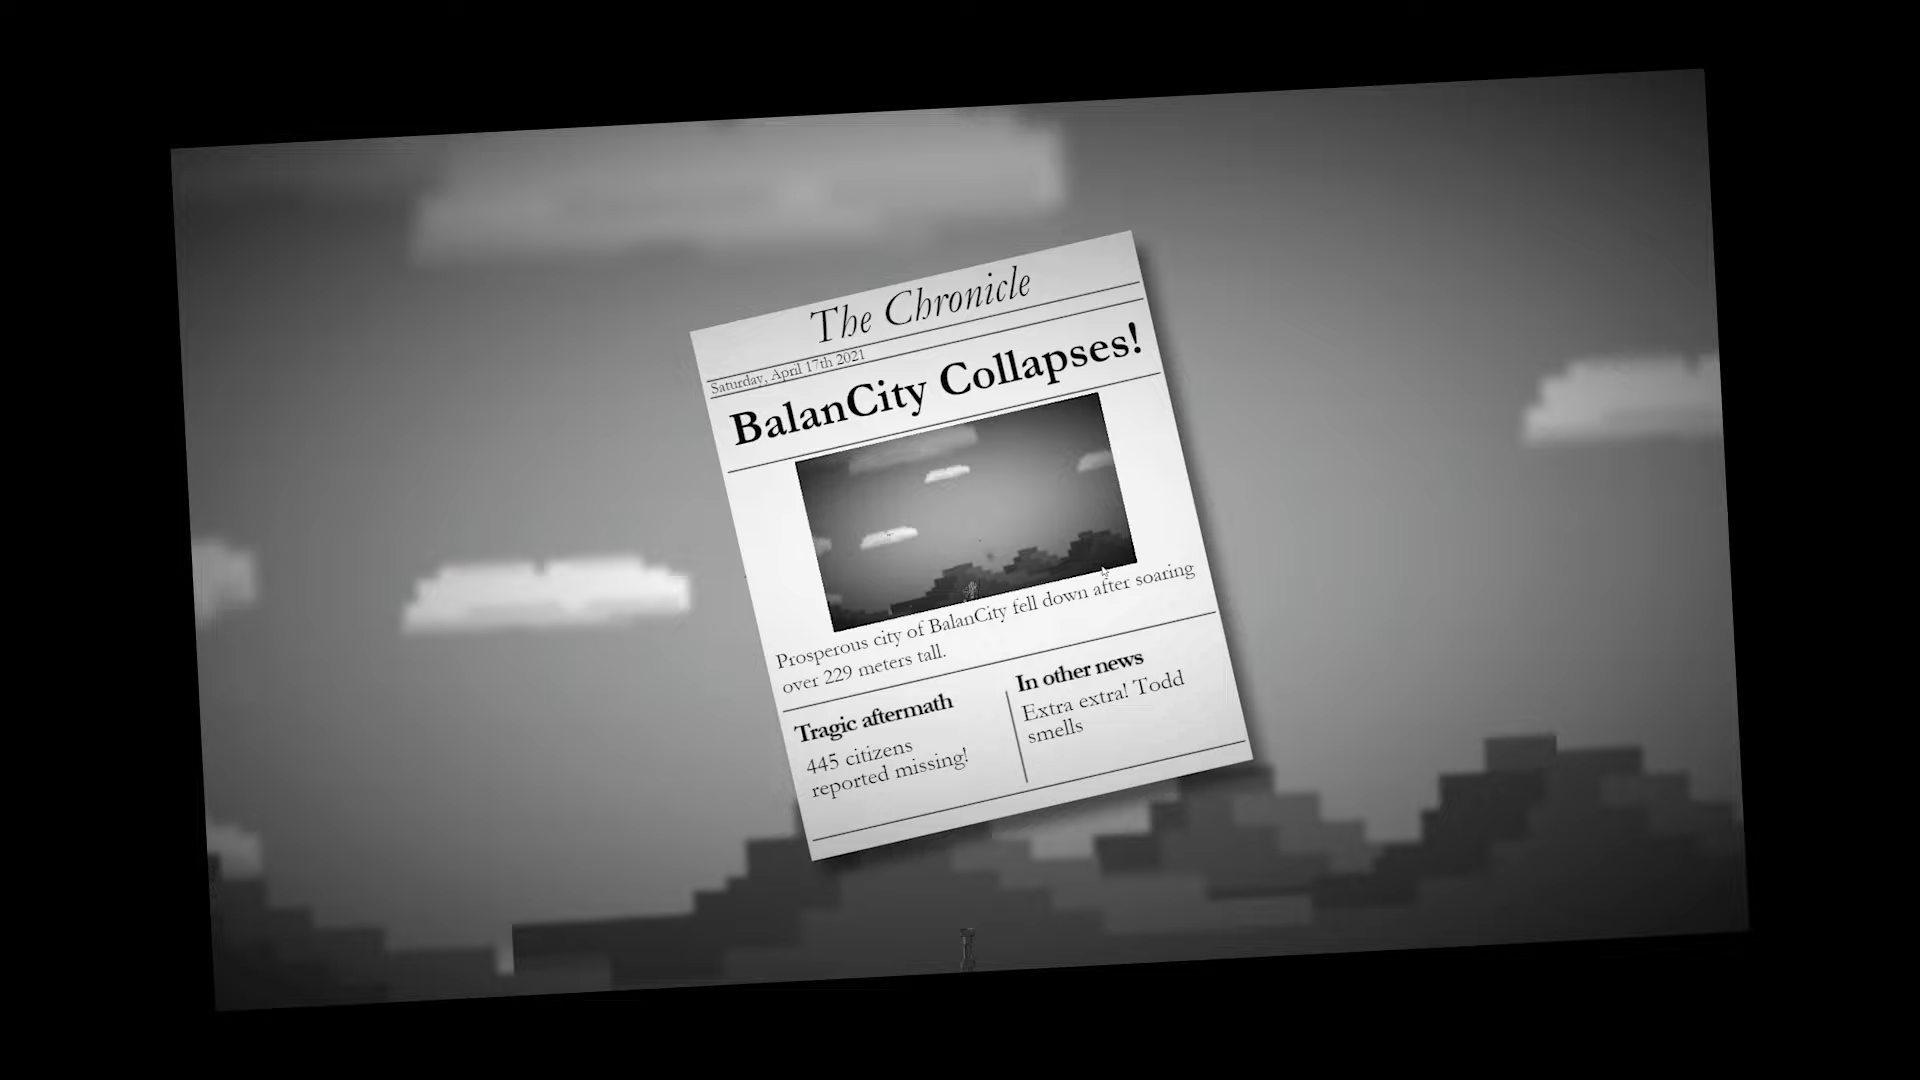 The Chronicle
Saturday, April 17th 2021
BalanCity Collapses!
Prosperous city of BalanCity fell down after soaring
over 229 meters tall.
Tragic aftermath
445 citizens
reported missing!
In other news
Extra extra! Todd
smells